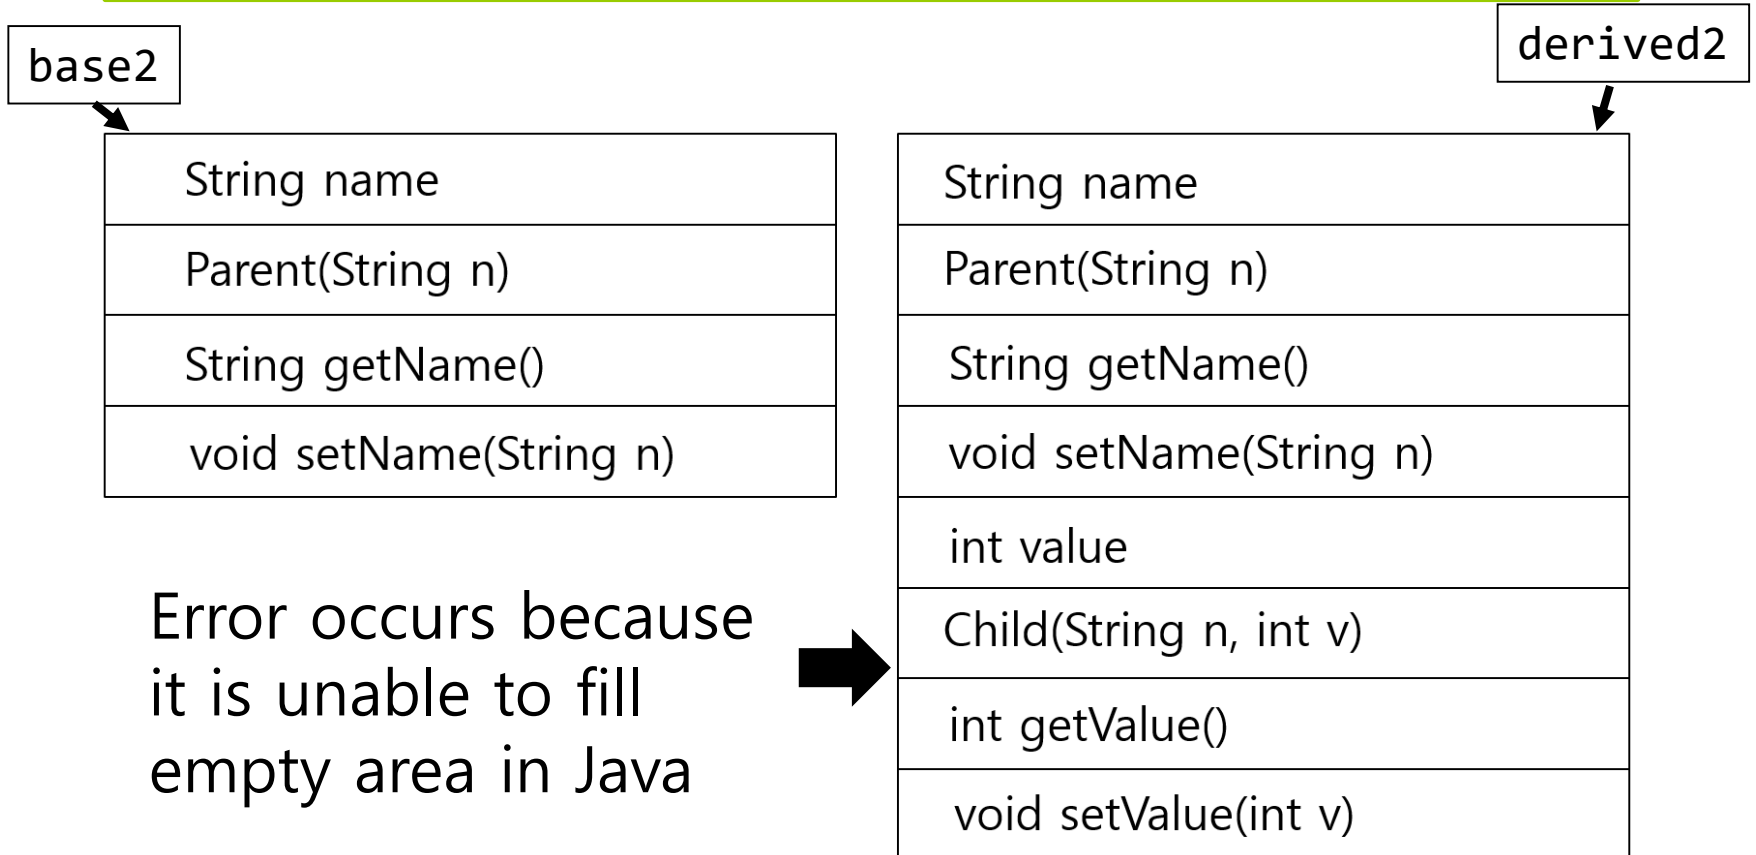 base2
derived2
String name
Parent(String n)
String getName()
void setName(String n)
String name
Parent(String n)
String getName()
void setName(String n)
int value
Child(String n, int v)
int getValue()
void setValue(int v)
Error occurs because
it is unable to fill
empty area in Java